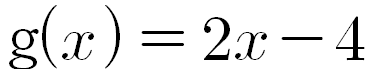 g(x) = 2x − 4